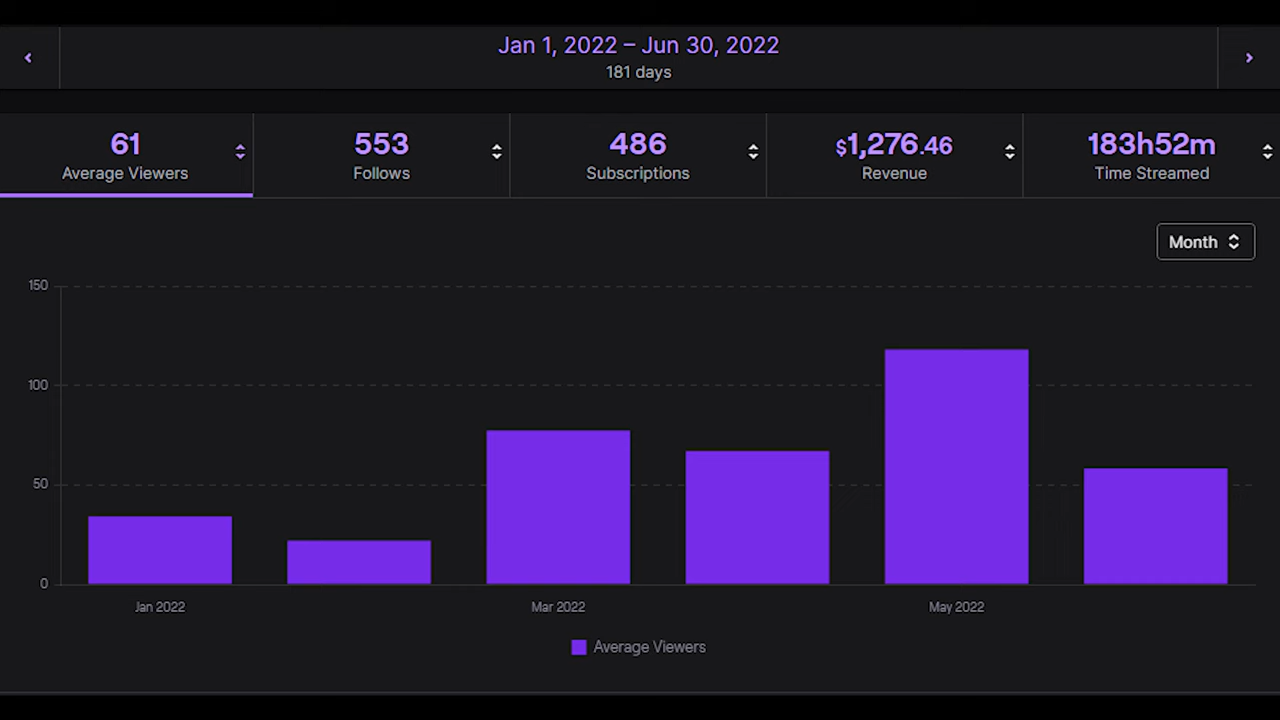 Jan 1, 2022 – Jun 30, 2022
181 days
61
Average Viewers
553
Follows
486
Subscriptions
$1,276.46
Revenue
183h52m
Time Streamed
Month
150
100
50
0
Jan 2022
Mar 2022
May 2022
Average Viewers